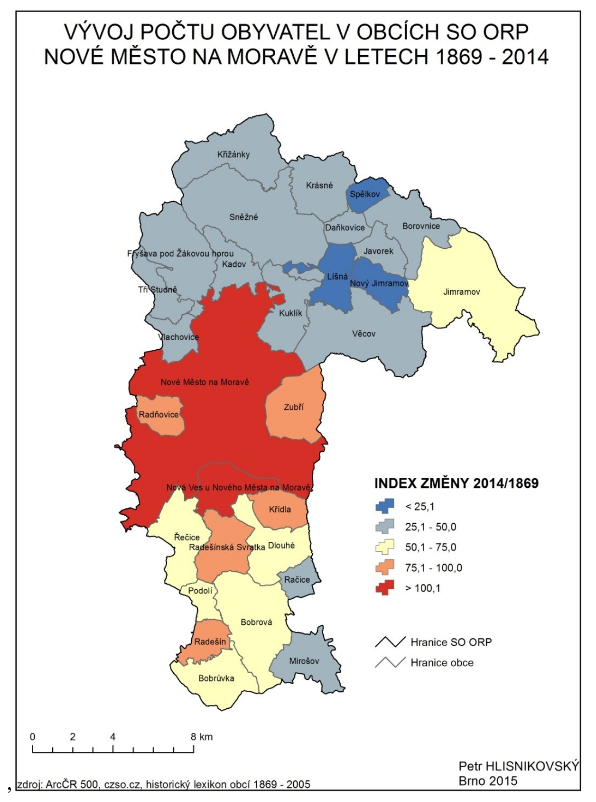 VÝVOJ POČTU OBYVATEL V OBCÍCH SO ORP
NOVÉ MĚSTO NA MORAVĚ V LETECH 1869 - 2014
Křižánky
Krásné
Spělkov
Sněžné
Daňkovice
Borovnice
Javorek
Fryšava pod Žákovou horou
Kadov
Líšná
Nový Jimramov
Jimramov
Tři Studně
Kuklík
Vlachovice
Věcov
Nové Město na Moravě
Radňovice
Zubří
Nová Ves u Nového Města na Moravě
Křídla
Řečice
Radešínská Svratka
Dlouhé
Račice
Podolí
Bobrová
Radešín
Mirošov
Bobrůvka
INDEX ZMĚNY 2014/1869
< 25,1
25,1 - 50,0
50,1 - 75,0
75,1 - 100,0
> 100,1
Hranice SO ORP
Hranice obce
0 2 4 8 km
Petr HLISNIKOVSKÝ
Brno 2015
, zdroj: ArcČR 500, czso.cz, historický lexikon obcí 1869 - 2005